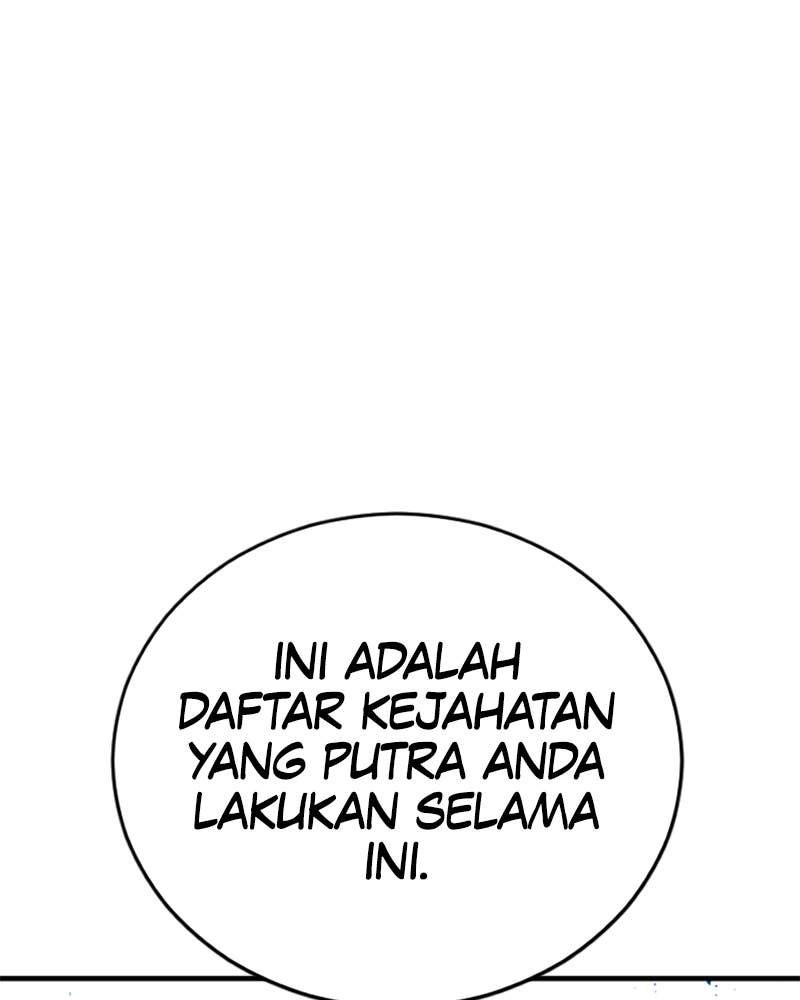 INI ADALAH
DAFTAR KEJAHATAN
YANG PUTRA ANDA
LAKUKAN SELAMA
INI.